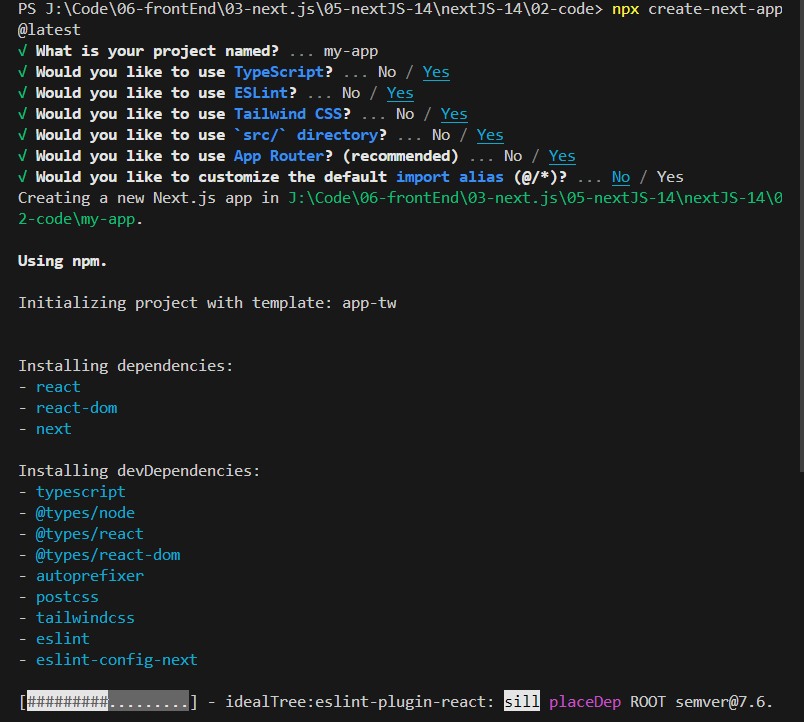 PS J:\Code\06-frontEnd\03-next.js\05-nextJS-14\nextJS-14\02-code> npx create-next-app
@latest
√ What is your project named? ... my-app
√ Would you like to use TypeScript? ... No / Yes
√ Would you like to use ESLint? ... No / Yes
√ Would you like to use Tailwind CSS? ... No / Yes
√ Would you like to use `src/` directory? ... No / Yes
√ Would you like to use App Router? (recommended) ... No / Yes
√ Would you like to customize the default import alias (@/*)? ... No / Yes
Creating a new Next.js app in J:\Code\06-frontEnd\03-next.js\05-nextJS-14\nextJS-14\0
2-code\my-app.
Using npm.
Initializing project with template: app-tw
Installing dependencies:
- react
- react-dom
- next
Installing devDependencies:
- typescript
- @types/node
- @types/react
- @types/react-dom
- autoprefixer
- postcss
- tailwindcss
- eslint
- eslint-config-next
[#########.........] - idealTree:eslint-plugin-react: sill placeDep ROOT semver@7.6.